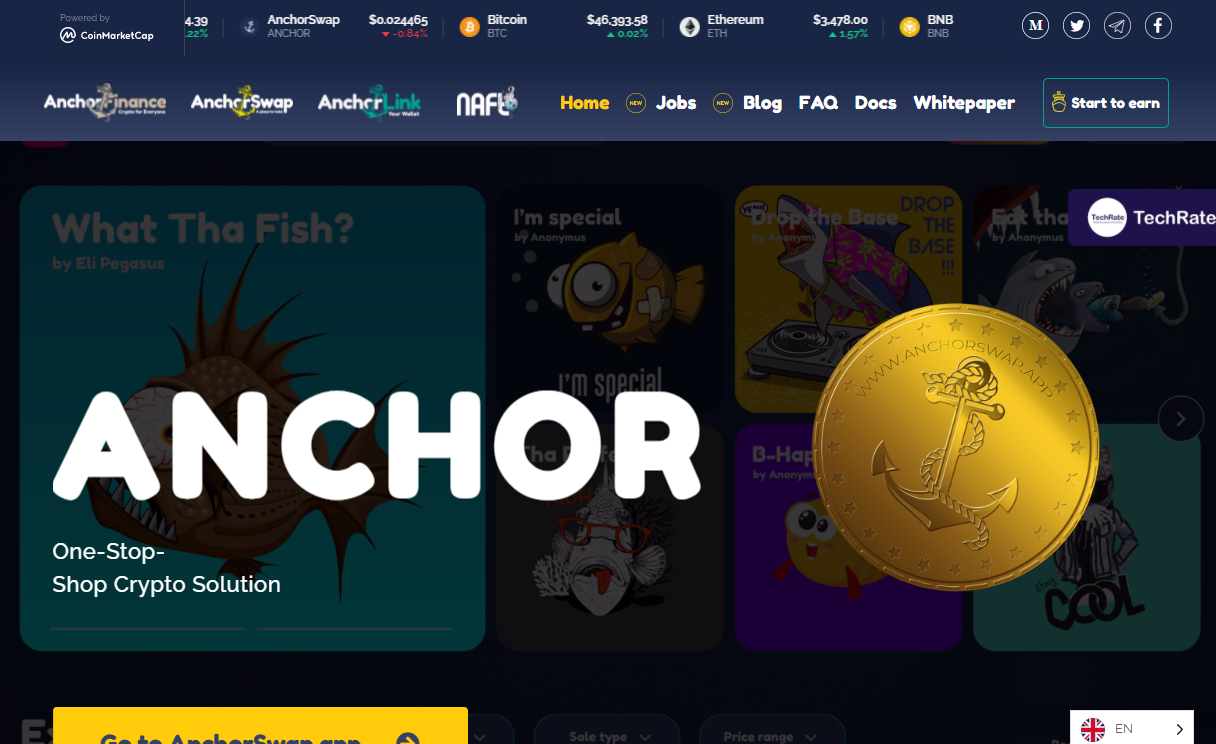 Powered by
CoinMarketCap
4.39
.22%
AnchorSwap
ANCHOR
$0.024465
-0.84%
Bitcoin
BTC
$46,393.58
0.02%
Ethereum
ETH
$3,478.00
1.57%
BNB
BNB
M
AnchorFinance
Crypto for Everyone
AnchorSwap
AnchorLink
Your Wallet
Home
NEW
Jobs
NEW
Blog
FAQ
Docs
Whitepaper
Start to earn
What Tha Fish?
by Eli Pegasus
I'm special
by Anonymus
I'm special
Drop the Base
by Anonymu
DROP
THE
BASE
!!!
Eat tha
by Anonymus
TechRate
TechRate
WWW.ANCHORSWAP.APP
ANCHOR
B-Hap
by Anonym
One-Stop-
Shop Crypto Solution
Stay
COOL
Go to AnchorSwap app
Sale type
Price range
EN